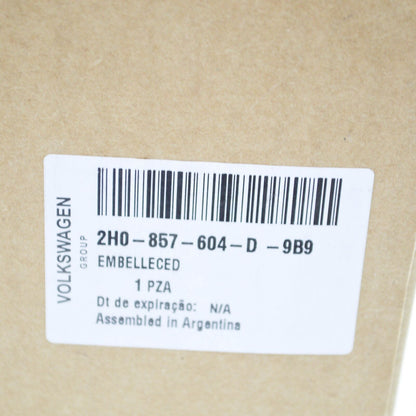 VOLKSWAGEN
GROUP
2H0-857-604-D -9B9
EMBELLECED
1 PZA
Dt de expiração: N/A
Assembled in Argentina